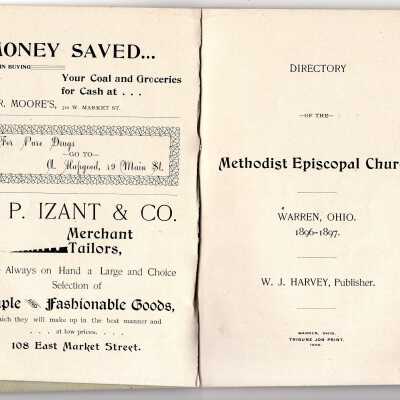 MONEY SAVED...
IN BUYING
Your Coal and Groceries
for Cash at . . .
R. MOORE'S, W. MARKET ST.
For Pure Drugs
—GO TO—
A. Hapgood, 19 Main St.
P. IZANT & CO.
Merchant
Tailors,
Always on Hand a Large and Choice
Selection of
Fashionable Goods,
which they will make up in the best manner and
. . . . at low prices. . . . .
108 East Market Street.
DIRECTORY
—OF THE—
Methodist Episcopal Churc
WARREN, OHIO.
1896-1897.
W. J. HARVEY, Publisher.
WARREN, OHIO.
TRIBUNE JOB PRINT.
1896.